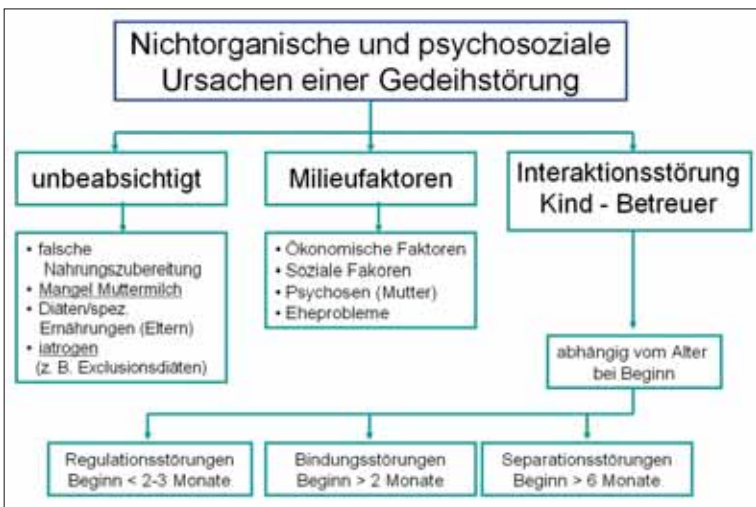 Nichtorganische und psychosoziale
Ursachen einer Gedeihstörung
unbeabsichtigt
• falsche
Nahrungszubereitung
• Mangel Muttermilch
• Diäten/spez.
Ernährungen (Eltern)
• iatrogen
(z. B. Exclusionsdiäten)
Milieufaktoren
• Ökonomische Faktoren
• Soziale Fakoren
• Psychosen (Mutter)
• Eheprobleme
Interaktionsstörung
Kind - Betreuer
abhängig vom Alter
bei Beginn
Regulationsstörungen
Beginn < 2-3 Monate
Bindungsstörungen
Beginn > 2 Monate
Separationsstörungen
Beginn > 6 Monate